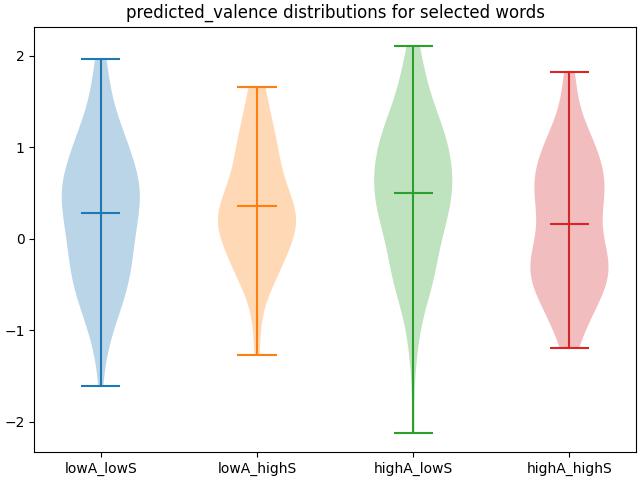 predicted_valence distributions for selected words
2
1
0
−1
−2
lowA_lowS lowA_highS highA_lowS highA_highS